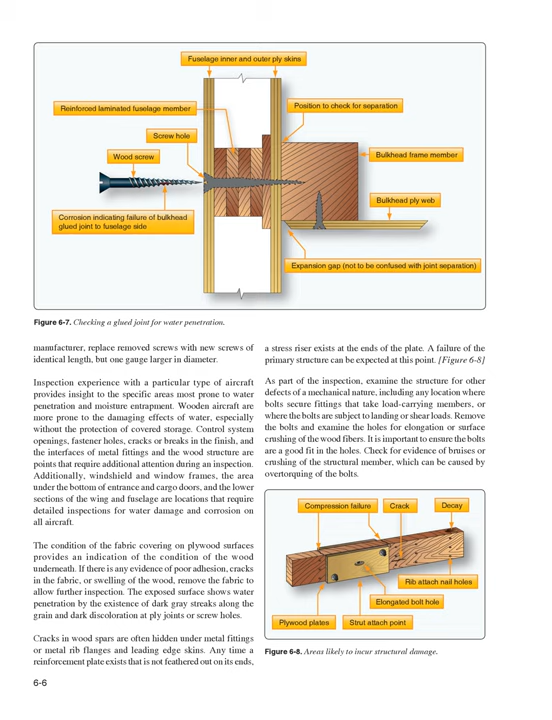 Fuselage inner and outer ply skins
Reinforced laminated fuselage member
Position to check for separation
Screw hole
Wood screw
Bulkhead frame member
Bulkhead ply web
Corrosion indicating failure of bulkhead
glued joint to fuselage side
Expansion gap (not to be confused with joint separation)
Figure 6-7. Checking a glued joint for water penetration.
manufacturer, replace removed screws with new screws of
identical length, but one gauge larger in diameter.
Inspection experience with a particular type of aircraft
provides insight to the specific areas most prone to water
penetration and moisture entrapment. Wooden aircraft are
more prone to the damaging effects of water, especially
without the protection of covered storage. Control system
openings, fastener holes, cracks or breaks in the finish, and
the interfaces of metal fittings and the wood structure are
points that require additional attention during an inspection.
Additionally, windshield and window frames, the area
under the bottom of entrance and cargo doors, and the lower
sections of the wing and fuselage are locations that require
detailed inspections for water damage and corrosion on
all aircraft.
The condition of the fabric covering on plywood surfaces
provides an indication of the condition of the wood
underneath. If there is any evidence of poor adhesion, cracks
in the fabric, or swelling of the wood, remove the fabric to
allow further inspection. The exposed surface shows water
penetration by the existence of dark gray streaks along the
grain and dark discoloration at ply joints or screw holes.
Cracks in wood spars are often hidden under metal fittings
or metal rib flanges and leading edge skins. Any time a
reinforcement plate exists that is not feathered out on its ends,
a stress riser exists at the ends of the plate. A failure of the
primary structure can be expected at this point. [Figure 6-8]
As part of the inspection, examine the structure for other
defects of a mechanical nature, including any location where
bolts secure fittings that take load-carrying members, or
where the bolts are subject to landing or shear loads. Remove
the bolts and examine the holes for elongation or surface
crushing of the wood fibers. It is important to ensure the bolts
are a good fit in the holes. Check for evidence of bruises or
crushing of the structural member, which can be caused by
overtorquing of the bolts.
Compression failure
Crack
Decay
Rib attach nail holes
Elongated bolt hole
Plywood plates
Strut attach point
Figure 6-8. Areas likely to incur structural damage.
6-6